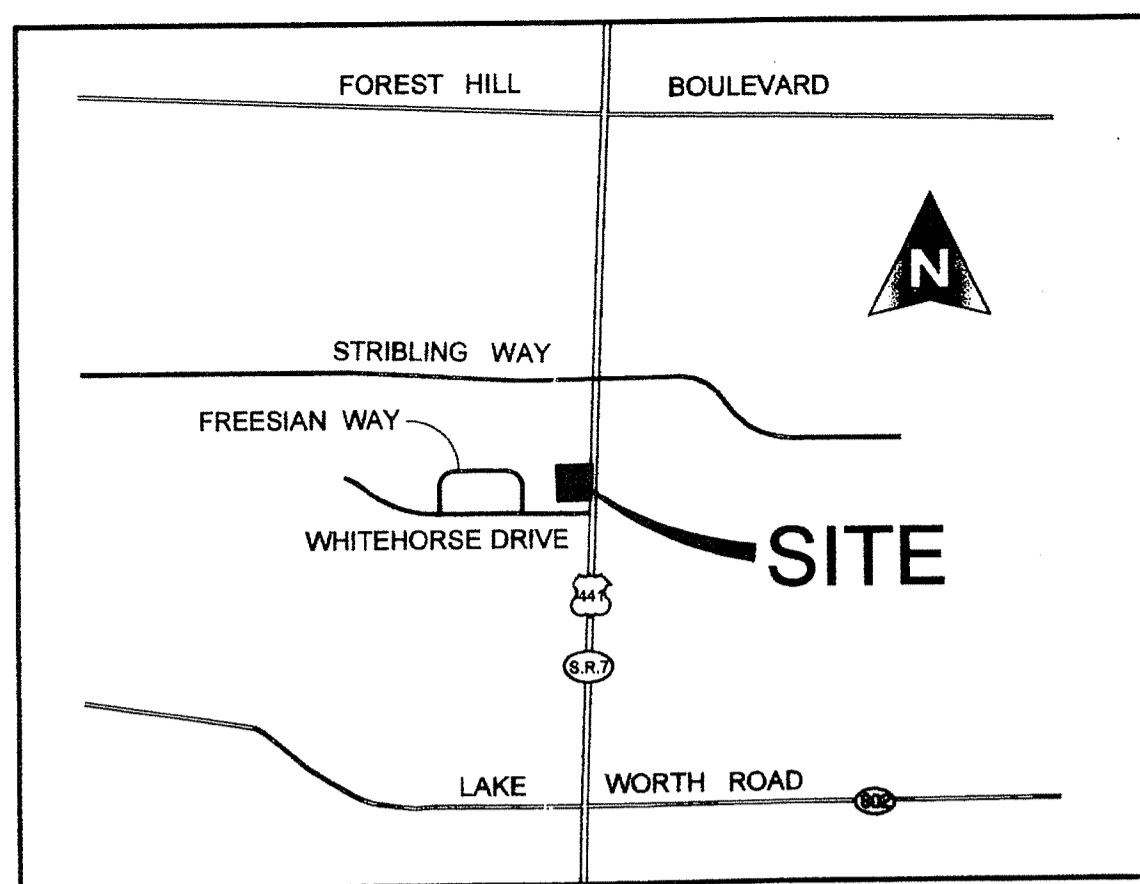 FOREST HILL BOULEVARD
N
STRIBLING WAY
FREESIAN WAY
WHITEHORSE DRIVE
SITE
441
S.R.7
LAKE WORTH ROAD
802